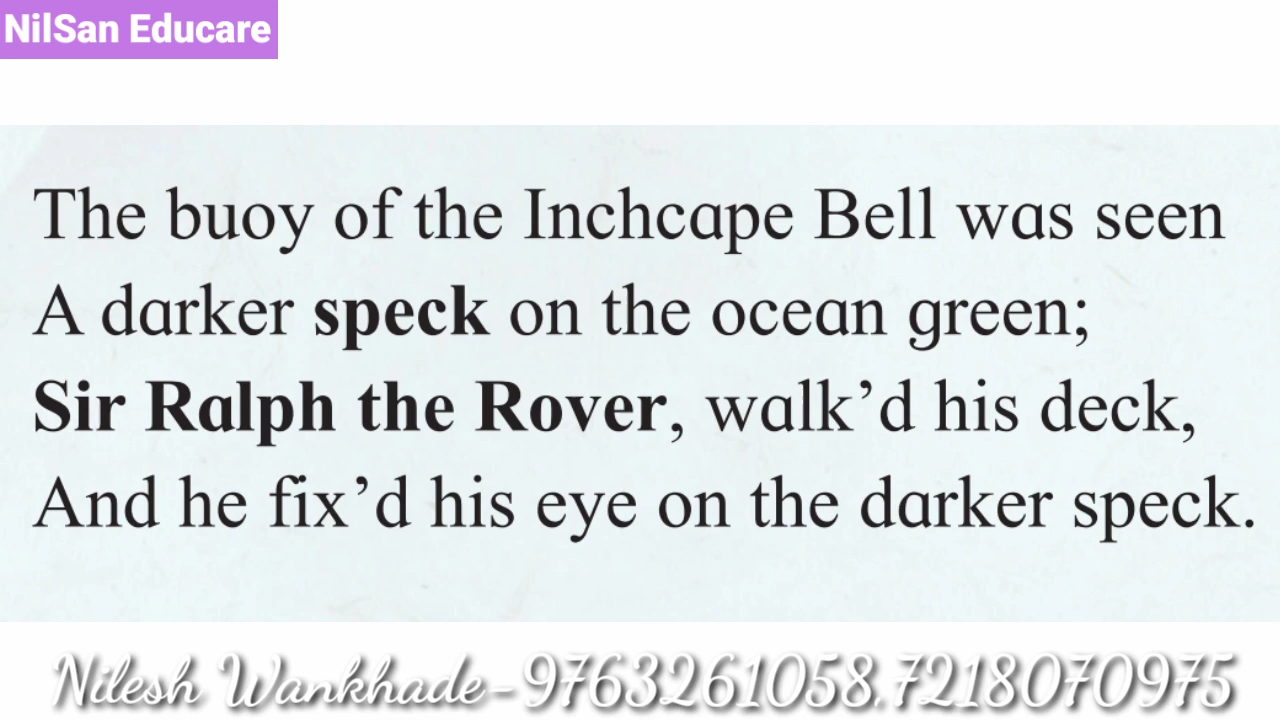 NilSan Educare
The buoy of the Inchcape Bell was seen
A darker speck on the ocean green;
Sir Ralph the Rover, walk’d his deck,
And he fix’d his eye on the darker speck.
Nilesh Wankhade-9763261058,7218070975